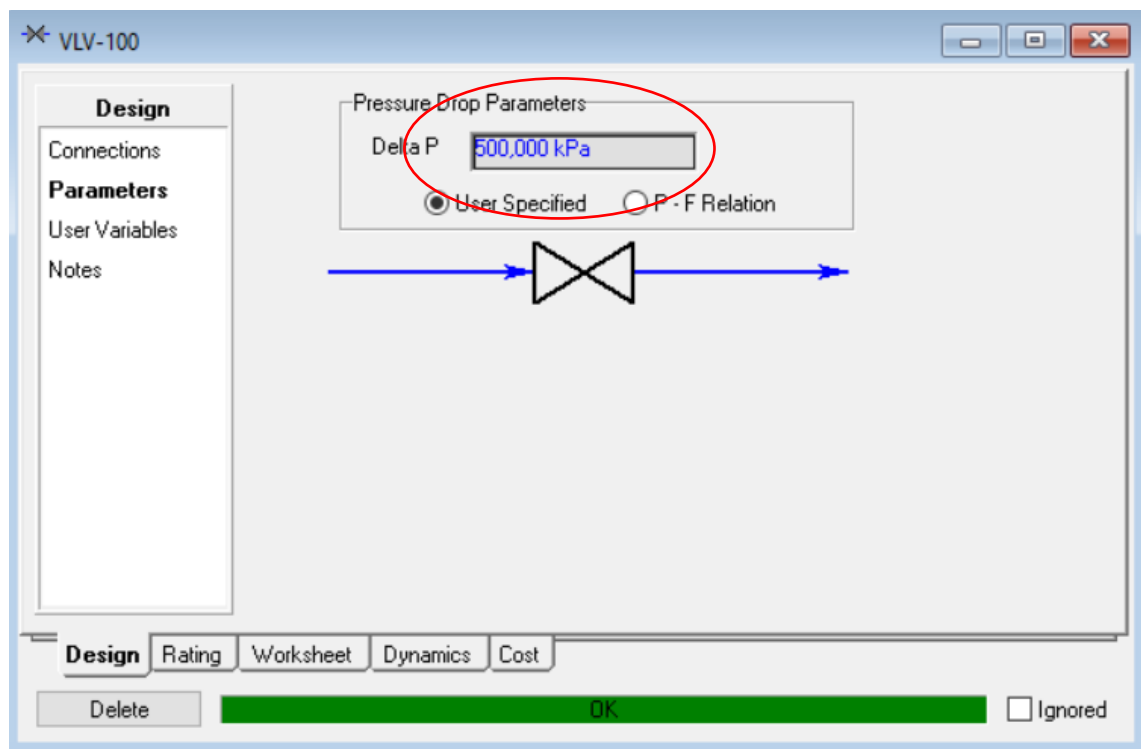 VLV-100
Design
Connections
Parameters
User Variables
Notes
Pressure Drop Parameters
Delta P 500,000 kPa
User Specified P - F Relation
Design Rating Worksheet Dynamics Cost
Delete OK Ignored